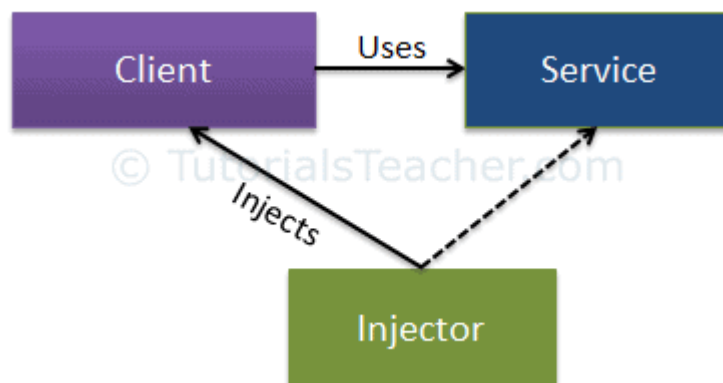 Client
Uses
Service
© TutorialsTeacher.com
Injects
Injector